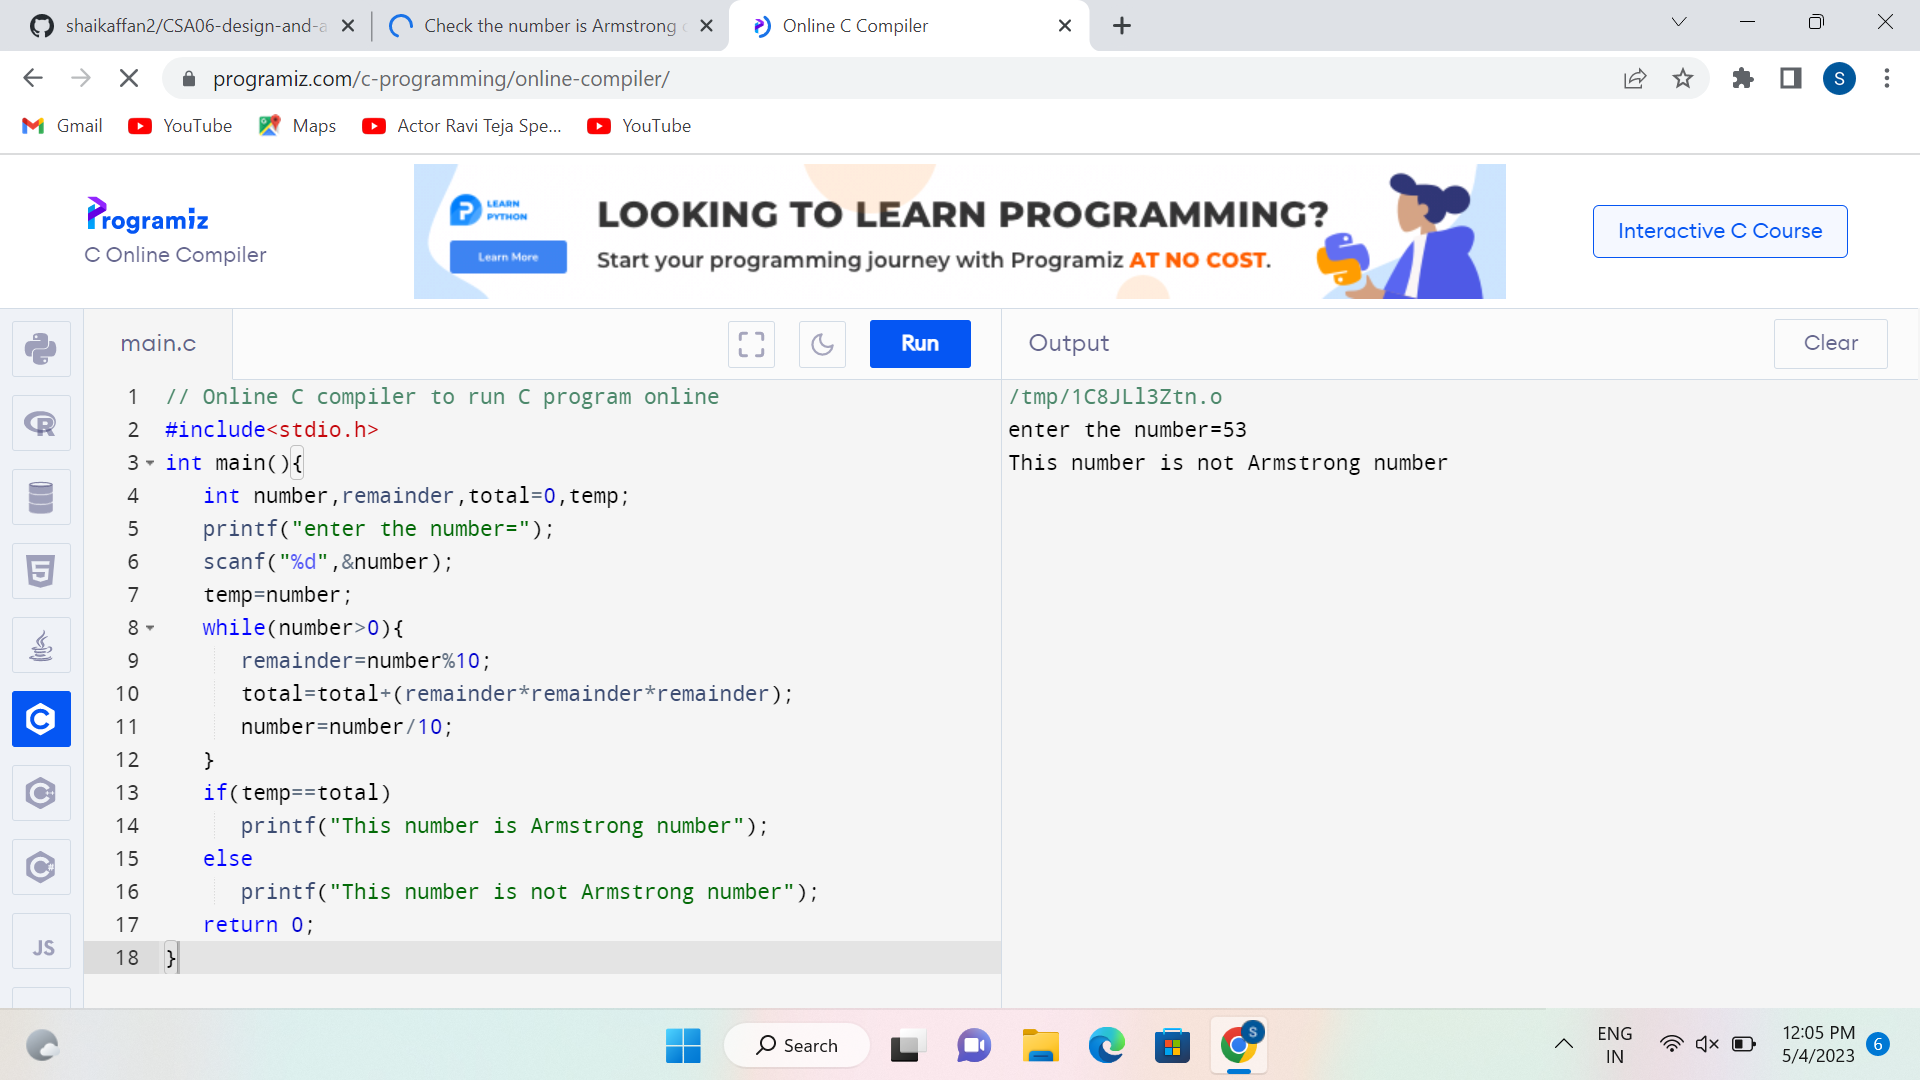 shaikaffan2/CSA06-design-and-a
Check the number is Armstrong
Online C Compiler
programiz.com/c-programming/online-compiler/
S
Gmail
YouTube
Maps
Actor Ravi Teja Spe...
YouTube
Programiz
C Online Compiler
LEARN PYTHON
Learn More
LOOKING TO LEARN PROGRAMMING?
Start your programming journey with Programiz AT NO COST.
Interactive C Course
main.c
Run
Output
Clear
1 // Online C compiler to run C program online
2 #include<stdio.h>
3 int main(){
4 int number,remainder,total=0,temp;
5 printf("enter the number=");
6 scanf("%d",&number);
7 temp=number;
8 while(number>0){
9 remainder=number%10;
10 total=total+(remainder*remainder*remainder);
11 number=number/10;
12 }
13 if(temp==total)
14 printf("This number is Armstrong number");
15 else
16 printf("This number is not Armstrong number");
17 return 0;
18 }
/tmp/1C8JLl3Ztn.o
enter the number=53
This number is not Armstrong number
JS
Search
S
ENG
IN
12:05 PM
5/4/2023
6